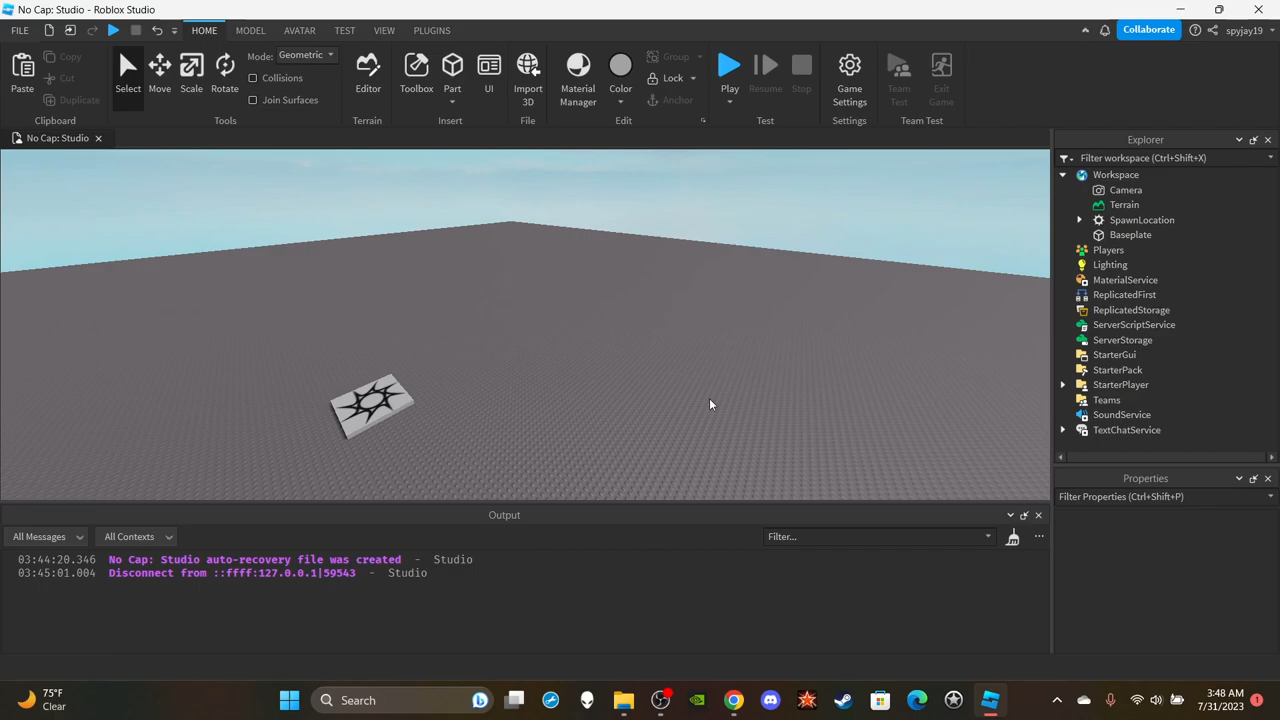 No Cap: Studio - Roblox Studio
FILE HOME MODEL AVATAR TEST VIEW PLUGINS Collaborate spyjay19
Copy Cut Duplicate Paste Clipboard
Select Move Scale Rotate Mode: Geometric Collisions Join Surfaces Tools
Editor Terrain
Toolbox Part UI Insert
Import 3D File
Material Manager Color Group Lock Anchor Edit
Play Resume Stop Test
Game Settings Settings
Team Test Exit Game Team Test
No Cap: Studio
Explorer
Filter workspace (Ctrl+Shift+X)
Workspace
Camera
Terrain
SpawnLocation
Baseplate
Players
Lighting
MaterialService
ReplicatedFirst
ReplicatedStorage
ServerScriptService
ServerStorage
StarterGui
StarterPack
StarterPlayer
Teams
SoundService
TextChatService
Properties
Filter Properties (Ctrl+Shift+P)
Output
All Messages All Contexts Filter...
03:44:20.346 No Cap: Studio auto-recovery file was created - Studio
03:45:01.004 Disconnect from ::ffff:127.0.0.1|59543 - Studio
75°F
Clear
Search
3:48 AM
7/31/2023
1